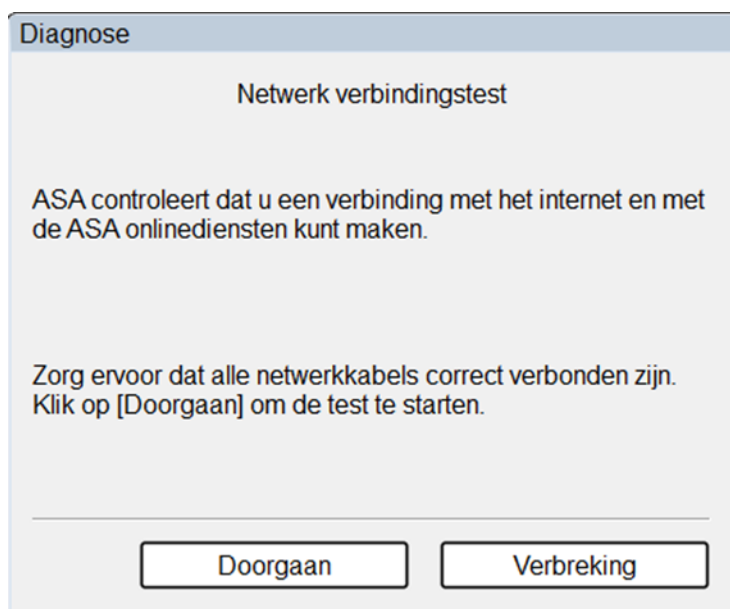 Diagnose
Netwerk verbindingstest
ASA controleert dat u een verbinding met het internet en met
de ASA onlinediensten kunt maken.
Zorg ervoor dat alle netwerkkabels correct verbonden zijn.
Klik op [Doorgaan] om de test te starten.
Doorgaan
Verbreking